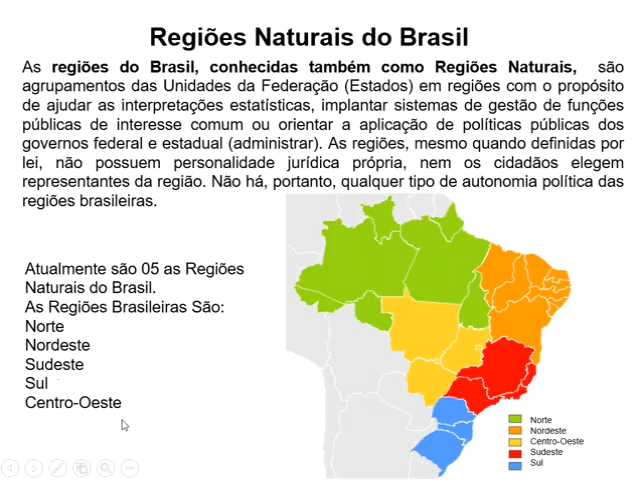 Regiões Naturais do Brasil
As regiões do Brasil, conhecidas também como Regiões Naturais, são
agrupamentos das Unidades da Federação (Estados) em regiões com o propósito
de ajudar as interpretações estatísticas, implantar sistemas de gestão de funções
públicas de interesse comum ou orientar a aplicação de políticas públicas dos
governos federal e estadual (administrar). As regiões, mesmo quando definidas por
lei, não possuem personalidade jurídica própria, nem os cidadãos elegem
representantes da região. Não há, portanto, qualquer tipo de autonomia política das
regiões brasileiras.
Atualmente são 05 as Regiões
Naturais do Brasil.
As Regiões Brasileiras São:
Norte
Nordeste
Sudeste
Sul
Centro-Oeste
Norte
Nordeste
Centro-Oeste
Sudeste
Sul